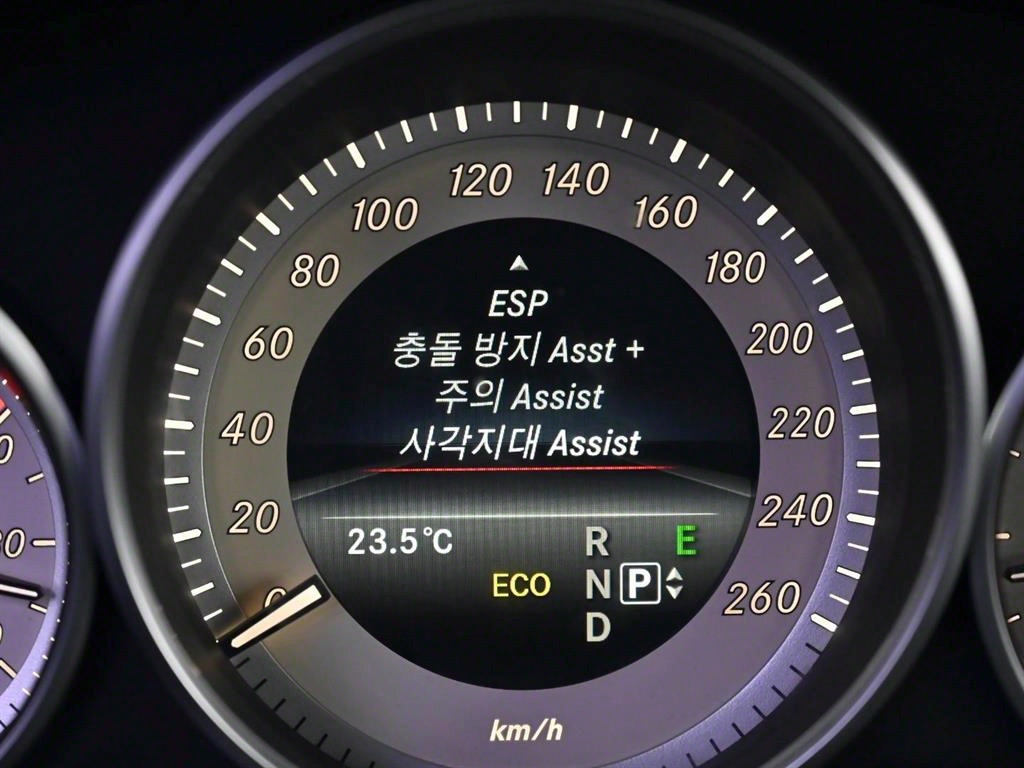 120 140
100 160
80 180
60 200
40 220
20 240
260
ESP
충돌 방지 Asst +
주의 Assist
사각지대 Assist
23.5°C R E
ECO N P
D
km/h